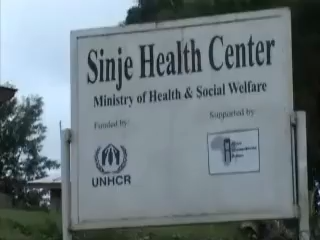 Sinje Health Center
Ministry of Health & Social Welfare
Funded by:
Supported by:
UNHCR